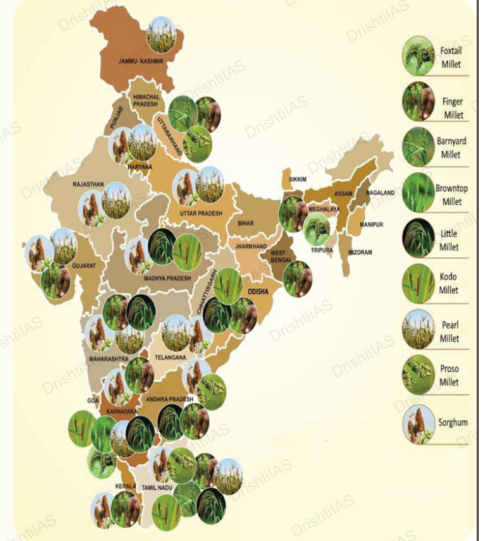 DrishtiIAS
JAMMU- KASHMIR
HIMACHAL
PRADESH
PUNJAB
UTTARAKHAND
HARYANA
RAJASTHAN
UTTAR PRADESH
SIKKIM
ASSAM
NAGALAND
MEGHALAYA
BIHAR
MANIPUR
TRIPURA
MIZORAM
GUJARAT
MADHYA PRADESH
JHARKHAND
WEST
BENGAL
CHHATTISGARH
ODISHA
MAHARASHTRA
TELANGANA
GOA
KARNATAKA
ANDHRA PRADESH
KERALA
TAMIL NADU
Foxtail
Millet
Finger
Millet
Barnyard
Millet
Browntop
Millet
Little
Millet
Kodo
Millet
Pearl
Millet
Proso
Millet
Sorghum